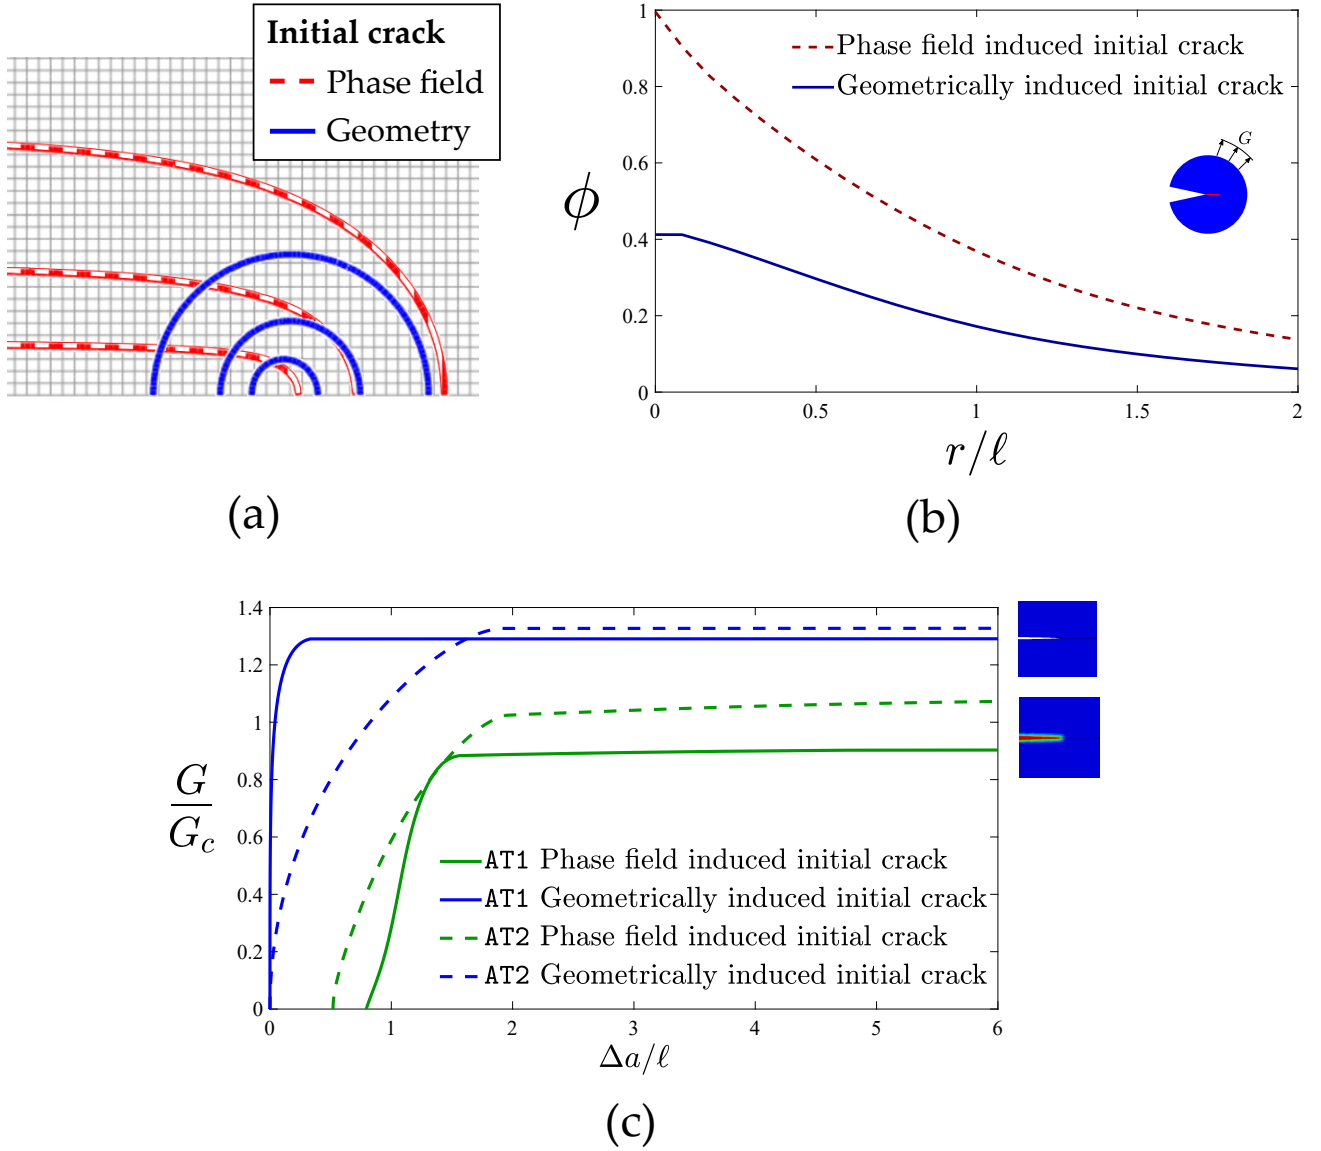 Initial crack
Phase field
Geometry
(a)
1
0.8
0.6
0.4
0.2
0
ϕ
Phase field induced initial crack
Geometrically induced initial crack
G
0 0.5 1 1.5 2
r/ℓ
(b)
1.4
1.2
1
0.8
0.6
0.4
0.2
0
G
G_c
AT1 Phase field induced initial crack
AT1 Geometrically induced initial crack
AT2 Phase field induced initial crack
AT2 Geometrically induced initial crack
0 1 2 3 4 5 6
Δa/ℓ
(c)